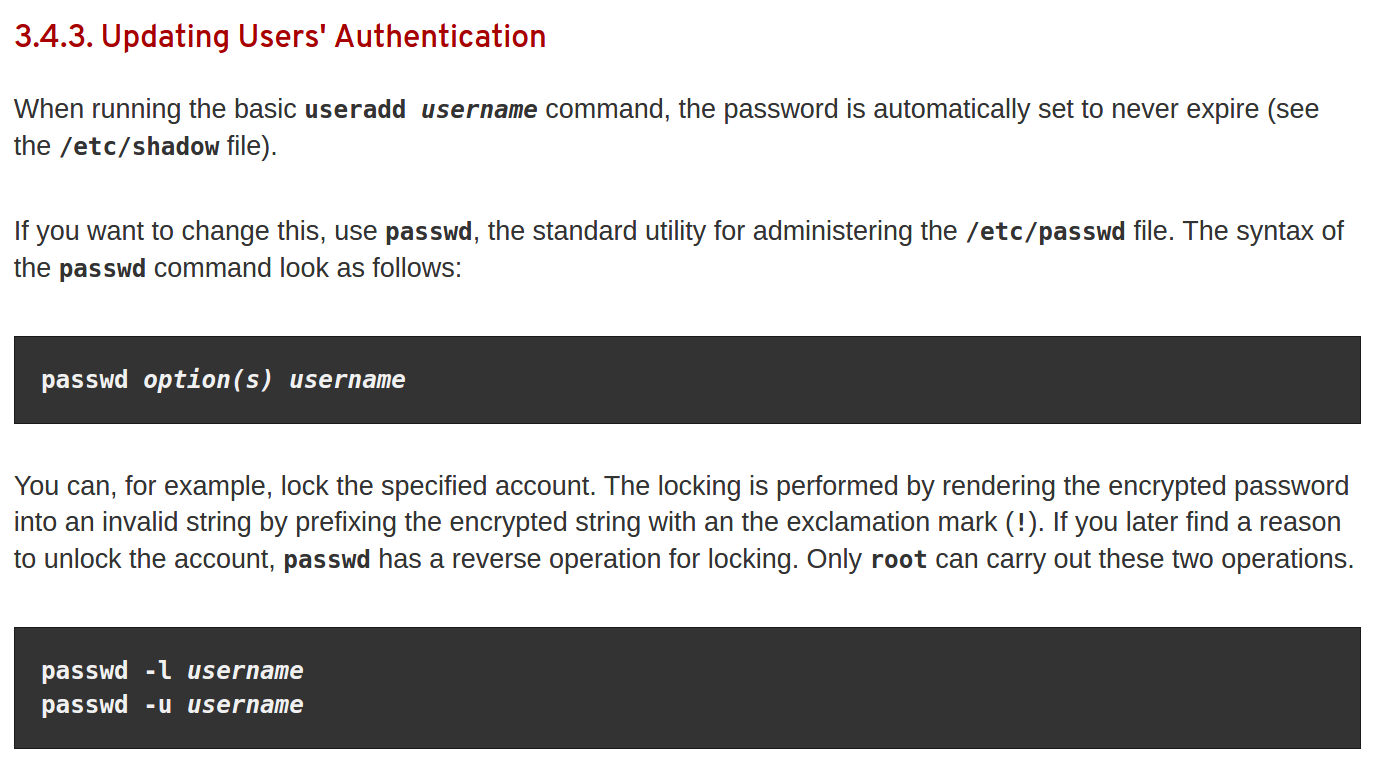 3.4.3. Updating Users' Authentication
When running the basic useradd username command, the password is automatically set to never expire (see
the /etc/shadow file).
If you want to change this, use passwd, the standard utility for administering the /etc/passwd file. The syntax of
the passwd command look as follows:
passwd option(s) username
You can, for example, lock the specified account. The locking is performed by rendering the encrypted password
into an invalid string by prefixing the encrypted string with an the exclamation mark (!). If you later find a reason
to unlock the account, passwd has a reverse operation for locking. Only root can carry out these two operations.
passwd -l username
passwd -u username